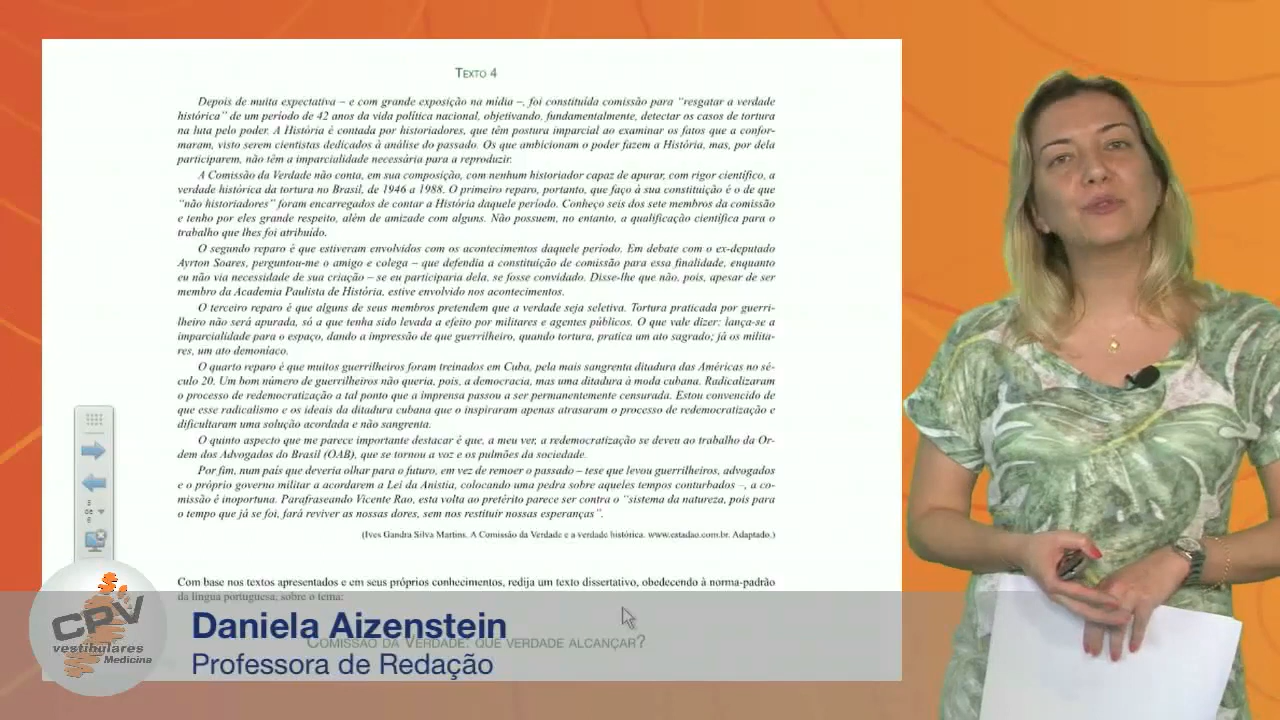 TEXTO 4
Depois de muita expectativa – e com grande exposição na mídia –, foi constituída comissão para “resgatar a verdade
histórica” de um período de 42 anos da vida política nacional, objetivando, fundamentalmente, detectar os casos de tortura
na luta pelo poder. A História é contada por historiadores, que têm postura imparcial ao examinar os fatos que a confor-
maram, visto serem cientistas dedicados à análise do passado. Os que ambicionam o poder fazem a História, mas, por dela
participarem, não têm a imparcialidade necessária para a reproduzir.
A Comissão da Verdade não conta, em sua composição, com nenhum historiador capaz de apurar, com rigor científico, a
verdade histórica da tortura no Brasil, de 1946 a 1988. O primeiro reparo, portanto, que faço à sua constituição é o de que
“não historiadores” foram encarregados de contar a História daquele período. Conheço seis dos sete membros da comissão
e tenho por eles grande respeito, além de amizade com alguns. Não possuem, no entanto, a qualificação científica para o
trabalho que lhes foi atribuído.
O segundo reparo é que estiveram envolvidos com os acontecimentos daquele período. Em debate com o ex-deputado
Ayrton Soares, perguntou-me o amigo e colega – que defendia a constituição de comissão para essa finalidade, enquanto
eu não via necessidade de sua criação – se eu participaria dela, se fosse convidado. Disse-lhe que não, pois, apesar de ser
membro da Academia Paulista de História, estive envolvido nos acontecimentos.
O terceiro reparo é que alguns de seus membros pretendem que a verdade seja seletiva. Tortura praticada por guerri-
lheiro não será apurada, só a que tenha sido levada a efeito por militares e agentes públicos. O que vale dizer: lança-se a
imparcialidade para o espaço, dando a impressão de que guerrilheiro, quando tortura, pratica um ato sagrado; já os milita-
res, um ato demoníaco.
O quarto reparo é que muitos guerrilheiros foram treinados em Cuba, pela mais sangrenta ditadura das Américas no sé-
culo 20. Um bom número de guerrilheiros não queria, pois, a democracia, mas uma ditadura à moda cubana. Radicalizaram
o processo de redemocratização a tal ponto que a imprensa passou a ser permanentemente censurada. Estou convencido de
que esse radicalismo e os ideais da ditadura cubana que o inspiraram apenas atrasaram o processo de redemocratização e
dificultaram uma solução acordada e não sangrenta.
O quinto aspecto que me parece importante destacar é que, a meu ver, a redemocratização se deveu ao trabalho da Or-
dem dos Advogados do Brasil (OAB), que se tornou a voz e os pulmões da sociedade.
Por fim, num país que deveria olhar para o futuro, em vez de remoer o passado – tese que levou guerrilheiros, advogados
e o próprio governo militar a acordarem a Lei da Anistia, colocando uma pedra sobre aqueles tempos conturbados –, a co-
missão é inoportuna. Parafraseando Vicente Rao, esta volta ao pretérito parece ser contra o “sistema da natureza, pois para
o tempo que já se foi, fará reviver as nossas dores, sem nos restituir nossas esperanças”.
(Ives Gandra Silva Martins. A Comissão da Verdade e a verdade histórica. www.estadao.com.br. Adaptado.)
Com base nos textos apresentados e em seus próprios conhecimentos, redija um texto dissertativo, obedecendo à norma-padrão
da língua portuguesa, sobre o tema:
COMISSÃO DA VERDADE: QUE VERDADE ALCANÇAR?
Daniela Aizenstein
Professora de Redação
CPV
vestibulares
Medicina